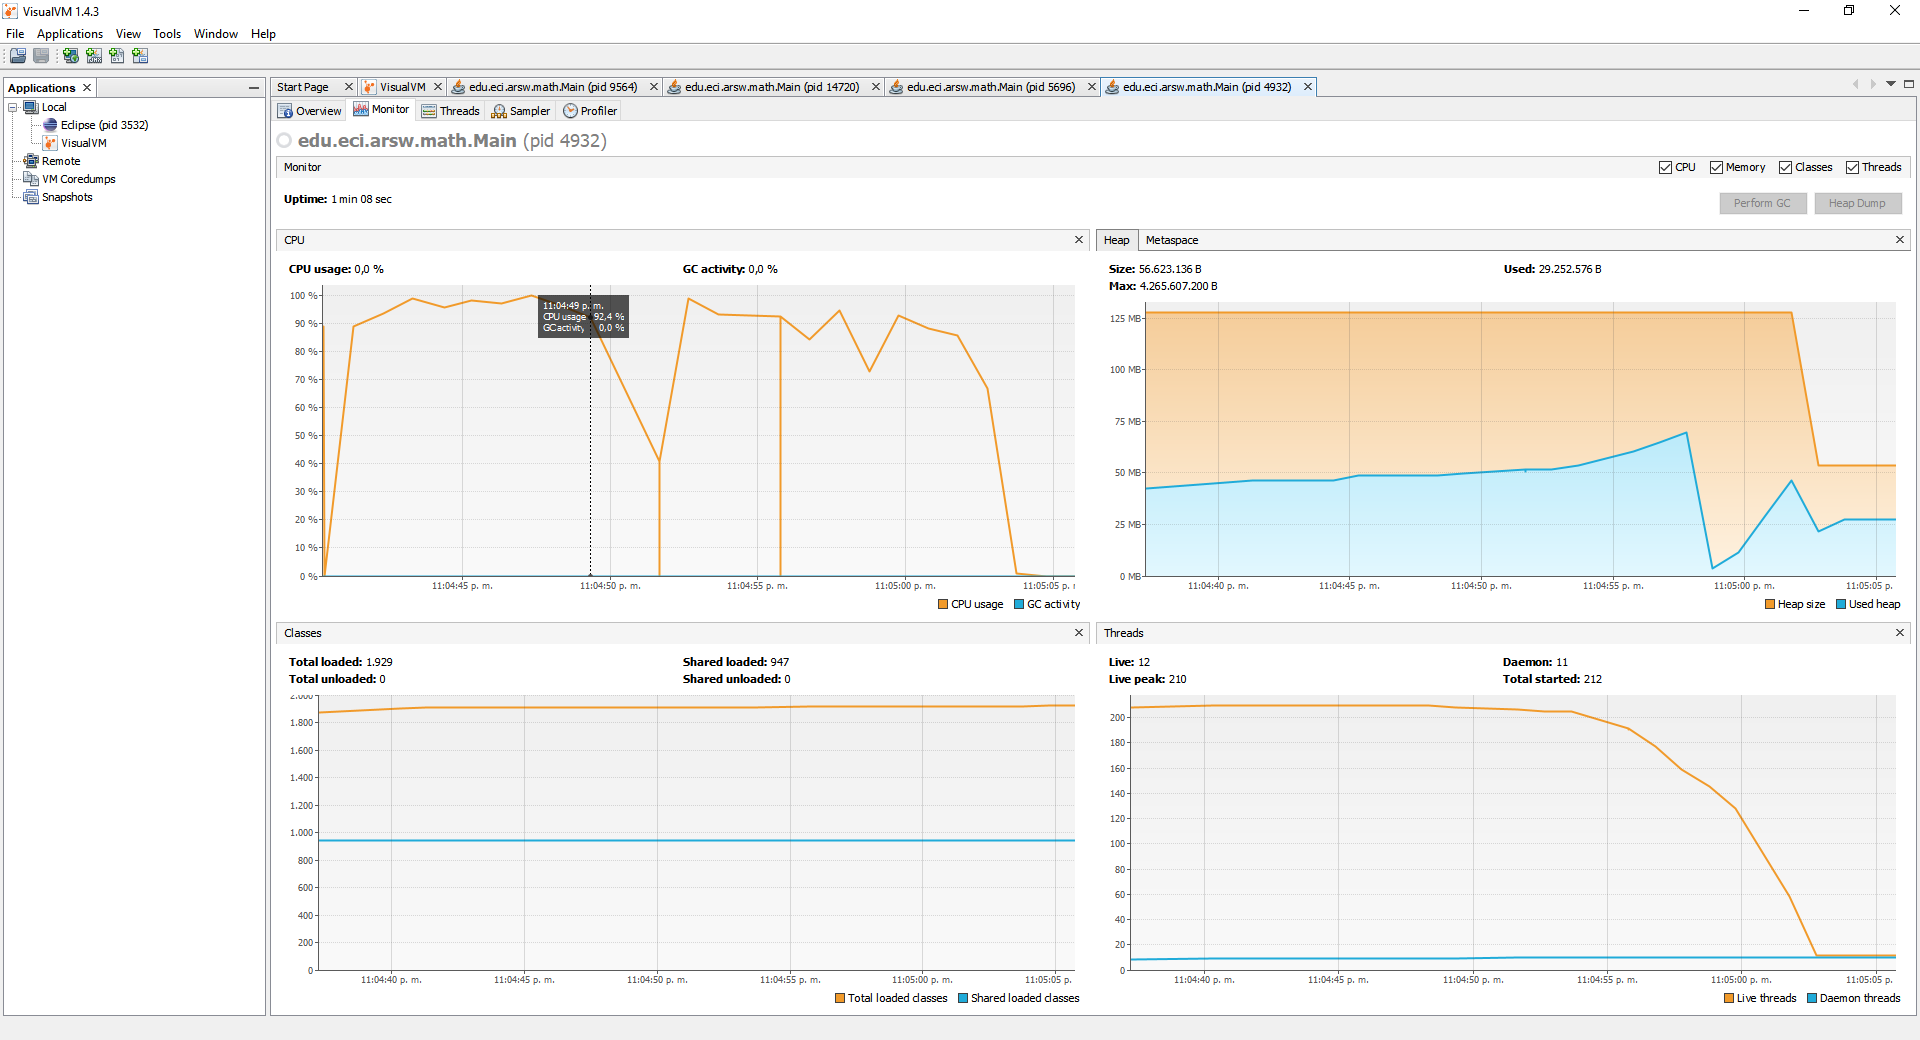 VisualVM 1.4.3
File Applications View Tools Window Help
Applications
Local
Eclipse (pid 3532)
VisualVM
Remote
VM Coredumps
Snapshots
Start Page VisualVM edu.eci.arsw.math.Main (pid 9564) edu.eci.arsw.math.Main (pid 14720) edu.eci.arsw.math.Main (pid 5696) edu.eci.arsw.math.Main (pid 4932)
Overview Monitor Threads Sampler Profiler
edu.eci.arsw.math.Main (pid 4932)
Monitor CPU Memory Classes Threads
Uptime: 1 min 08 sec
Perform GC Heap Dump
CPU
CPU usage: 0,0 % GC activity: 0,0 %
100 %
90 %
80 %
70 %
60 %
50 %
40 %
30 %
20 %
10 %
0 %
11:04:49 p. m.
CPU usage 92,4 %
GC activity 0,0 %
11:04:45 p. m. 11:04:50 p. m. 11:04:55 p. m. 11:05:00 p. m. 11:05:05 p. m
CPU usage GC activity
Heap Metaspace
Size: 56.623.136 B Used: 29.252.576 B
Max: 4.265.607.200 B
125 MB
100 MB
75 MB
50 MB
25 MB
0 MB
11:04:40 p. m. 11:04:45 p. m. 11:04:50 p. m. 11:04:55 p. m. 11:05:00 p. m. 11:05:05 p.
Heap size Used heap
Classes
Total loaded: 1.929 Shared loaded: 947
Total unloaded: 0 Shared unloaded: 0
2.000
1.800
1.600
1.400
1.200
1.000
800
600
400
200
0
11:04:40 p. m. 11:04:45 p. m. 11:04:50 p. m. 11:04:55 p. m. 11:05:00 p. m. 11:05:05 p.
Total loaded classes Shared loaded classes
Threads
Live: 12 Daemon: 11
Live peak: 210 Total started: 212
200
180
160
140
120
100
80
60
40
20
0
11:04:40 p. m. 11:04:45 p. m. 11:04:50 p. m. 11:04:55 p. m. 11:05:00 p. m. 11:05:05 p.
Live threads Daemon threads